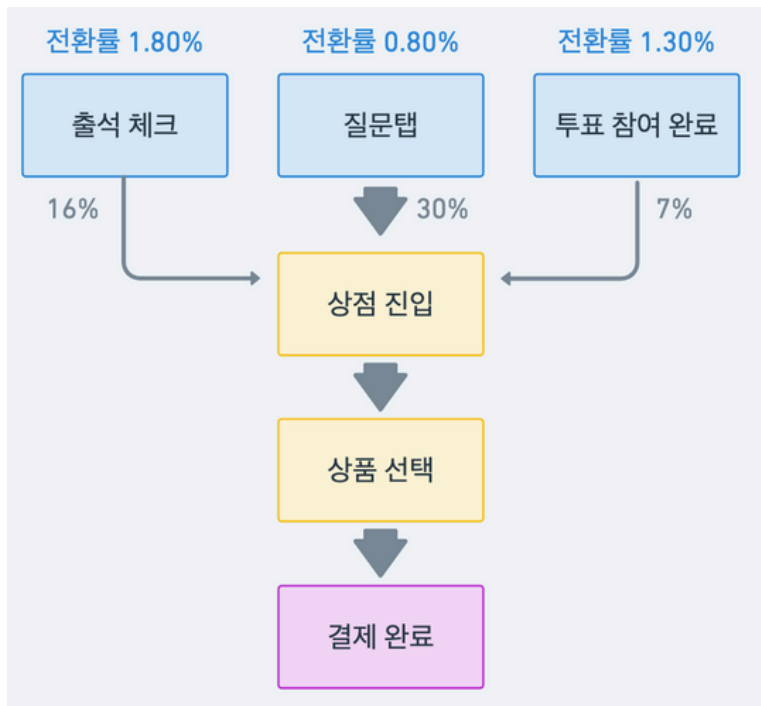 전환률 1.80%
전환률 0.80%
전환률 1.30%
출석 체크
질문탭
투표 참여 완료
16%
30%
7%
상점 진입
상품 선택
결제 완료